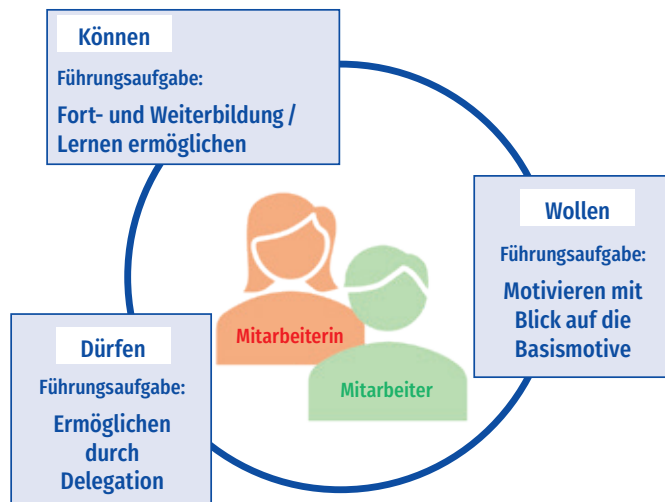 Können
Führungsaufgabe:
Fort- und Weiterbildung /
Lernen ermöglichen
Wollen
Führungsaufgabe:
Motivieren mit
Blick auf die
Basismotive
Dürfen
Führungsaufgabe:
Ermöglichen
durch
Delegation
Mitarbeiterin
Mitarbeiter